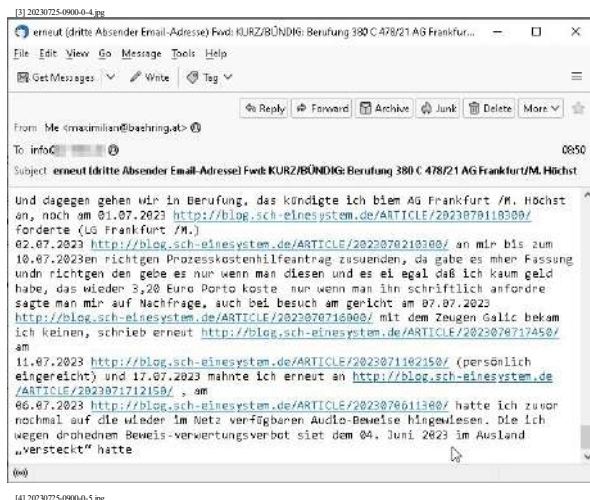 [3] 20230725-0900-0-4.jpg
erneut (dritte Absender Email-Adresse) Fwd: KURZ/BÜNDIG: Berufung 380 C 478/21 AG Frankfur...
File Edit View Go Message Tools Help
Get Messages Write Tag
Reply Forward Archive Junk Delete More
From Me <maximilian@baehring.at>
To info@
08:50
Subject erneut (dritte Absender Email-Adresse) Fwd: KURZ/BÜNDIG: Berufung 380 C 478/21 AG Frankfurt/M. Höchst
Und dagegen gehen wir in Berufung, das kündigte ich biem AG Frankfurt /M. Höchst
an, noch am 01.07.2023 http://blog.sch-einesystem.de/ARTICLE/2023070118300/
forderte (LG Frankfurt /M.)
02.07.2023 http://blog.sch-einesystem.de/ARTICLE/2023070210300/ an mir bis zum
10.07.2023en richtgen Prozesskostenhilfeantrag zusuenden, da gabe es mher Fassung
undn richtgen den gebe es nur wenn man diesen und es ei egal daß ich kaum geld
habe, das wieder 3,20 Euro Porto koste nur wenn man ihn schriftlich anfordre
sagte man mir auf Nachfrage, auch bei besuch am gericht am 07.07.2023
http://blog.sch-einesystem.de/ARTICLE/2023070716000/ mit dem Zeugen Galic bekam
ich keinen, schrieb erneut http://blog.sch-einesystem.de/ARTICLE/2023070717450/
am
11.07.2023 http://blog.sch-einesystem.de/ARTICLE/2023071102150/ (persönlich
eingereicht) und 17.07.2023 mahnte ich erneut an http://blog.sch-einesystem.de
/ARTICLE/2023071712150/ , am
06.07.2023 http://blog.sch-einesystem.de/ARTICLE/2023070611300/ hatte ich zuvor
nochmal auf die wieder im Netz verfügbaren Audio-Beweise hingewiesen. Die ich
wegen drohednem Beweis-verwertungsverbot siet dem 04. Juni 2023 im Ausland
„versteckt" hatte
[4] 20230725-0900-0-5.jpg